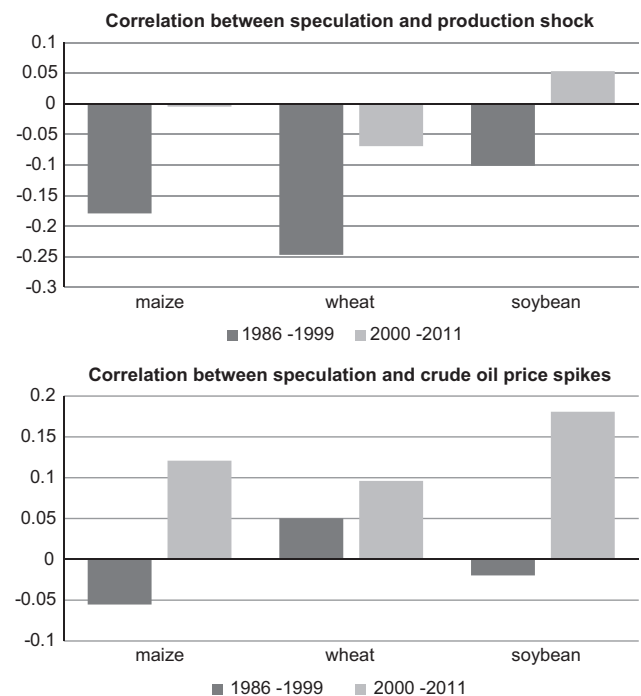 Correlation between speculation and production shock
0.1
0.05
0
-0.05
-0.1
-0.15
-0.2
-0.25
-0.3
maize wheat soybean
1986 -1999 2000 -2011
Correlation between speculation and crude oil price spikes
0.2
0.15
0.1
0.05
0
-0.05
-0.1
maize wheat soybean
1986 -1999 2000 -2011